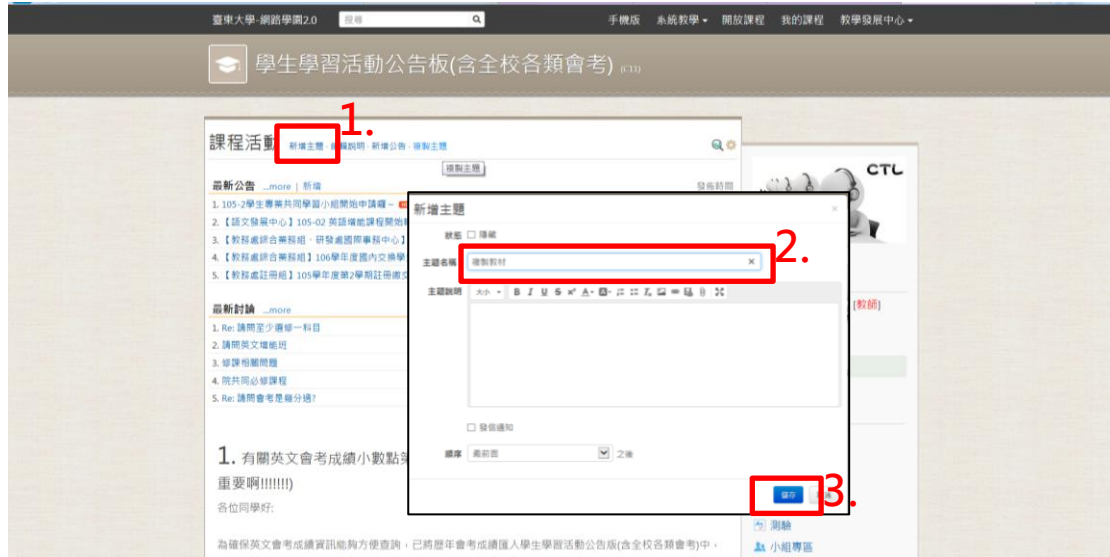 臺東大學-網路學園2.0 搜尋 手機版 系統教學 開放課程 我的課程 教學發展中心
學生學習活動公告板(含全校各類會考) (C11)
1.
課程活動 新增主題 · 編輯說明 · 新增公告 · 複製主題
複製主題
CTL
最新公告 ...more | 新增 發佈時間
1. 105-2學生專業共同學習小組開始申請囉~
2. 【語文發展中心】105-02 英語增能課程開始
3. 【教務處綜合業務組、研發處國際事務中心】
4. 【教務處綜合業務組】106學年度國內交換學
5. 【教務處註冊組】105學年度第2學期註冊繳交
最新討論 ...more
1. Re: 請問至少選修一科目
2. 請問英文增能班
3. 修課相關問題
4. 院共同必修課程
5. Re: 請問會考是幾分過?
新增主題 ×
狀態 隱藏
2.
主題名稱 複製教材 ×
主題說明 大小 B I U S x² A
發信通知
順序 最前面 之後
儲存
3.
[教師]
1. 有關英文會考成績小數點
重要啊!!!!!!!)
各位同學好:
測驗
小組專區
為確保英文會考成績資訊能夠方便查詢,已將歷年會考成績匯入學生學習活動公告版(含全校各類會考)中,